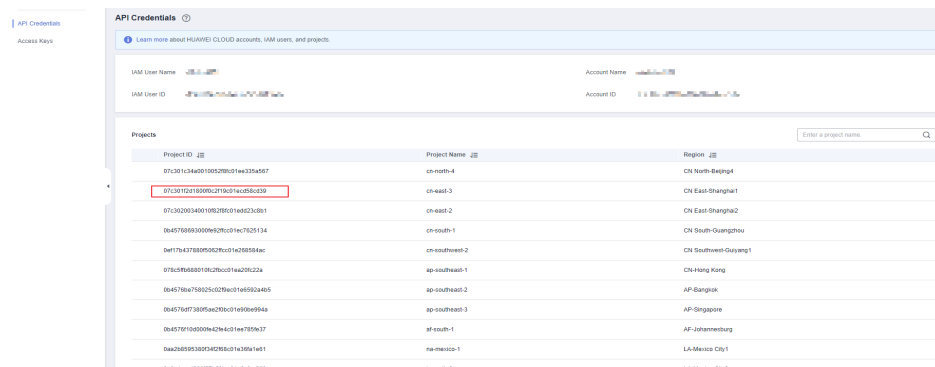 API Credentials
Access Keys
API Credentials
Learn more about HUAWEI CLOUD accounts, IAM users, and projects.
IAM User Name
Account Name
IAM User ID
Account ID
Projects
Enter a project name.
Project ID Project Name Region
07c301c34a0010052f8fc01ee335a567 cn-north-4 CN North-Beijing4
07c301f2d1800f0c2f19c01ecd56cd39 cn-east-3 CN East-Shanghai1
07c30200340010f82f8fc01edd23c8b1 cn-east-2 CN East-Shanghai2
0b45768693000fe92ffcc01ec7625134 cn-south-1 CN South-Guangzhou
0ef17b437880f5062ffcc01e268584ac cn-southwest-2 CN Southwest-Guiyang1
078c5ffb688010fc2fbcc01ea20fc22a ap-southeast-1 CN-Hong Kong
0b4576be758025c02f9ec01e6592a4b5 ap-southeast-2 AP-Bangkok
0b4576df7380f5ae2f0bc01e90be994a ap-southeast-3 AP-Singapore
0b4576f10d000fe42fe4c01ee785fe37 af-south-1 AF-Johannesburg
0aa2b8595380f34f2f68c01e36fa1e61 na-mexico-1 LA-Mexico City1